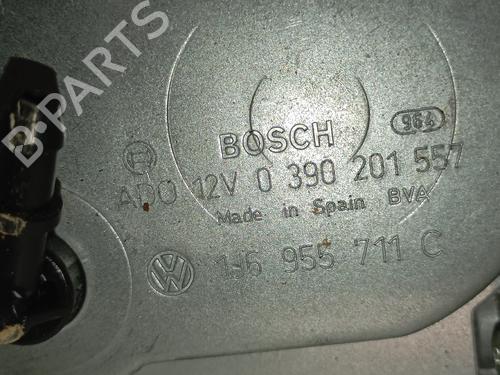 BOSCH
964
ADO 12V 0 390 201 557
Made in Spain BVA
1J6 955 711 C
B-PARTS